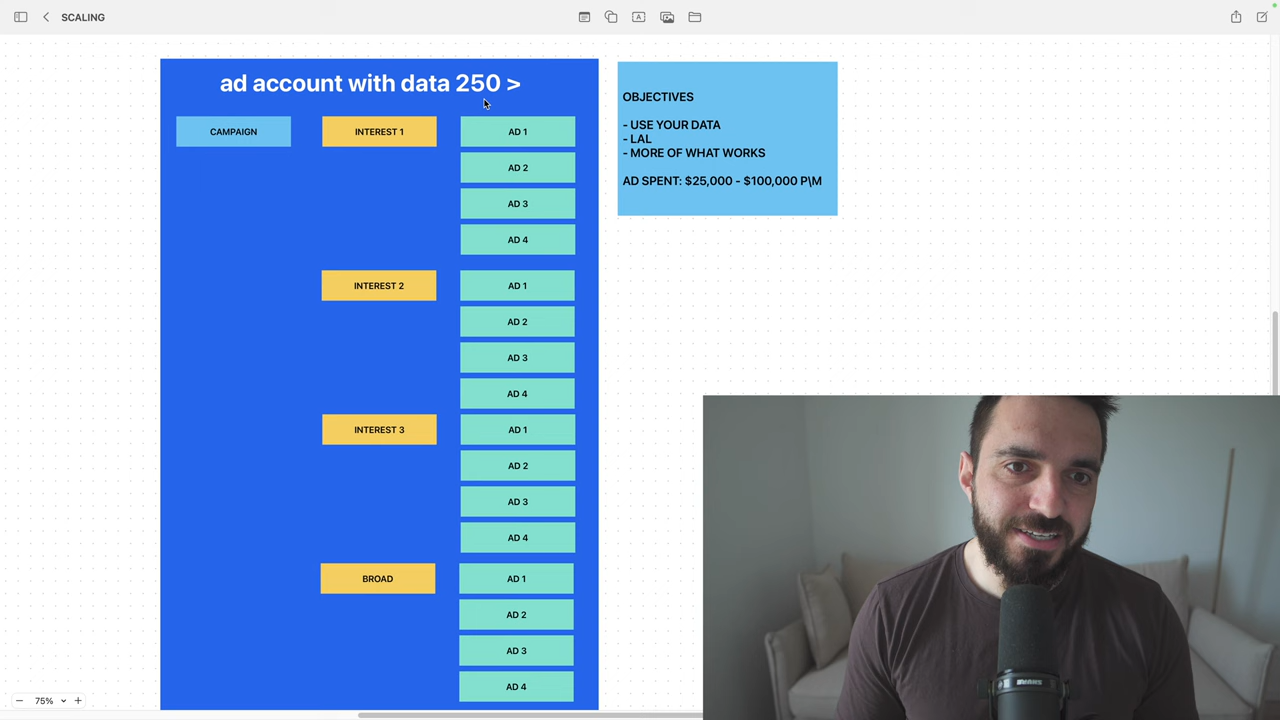 SCALING
ad account with data 250 >
CAMPAIGN
INTEREST 1
AD 1
AD 2
AD 3
AD 4
INTEREST 2
AD 1
AD 2
AD 3
AD 4
INTEREST 3
AD 1
AD 2
AD 3
AD 4
BROAD
AD 1
AD 2
AD 3
AD 4
OBJECTIVES
- USE YOUR DATA
- LAL
- MORE OF WHAT WORKS
AD SPENT: $25,000 - $100,000 P\M
75%